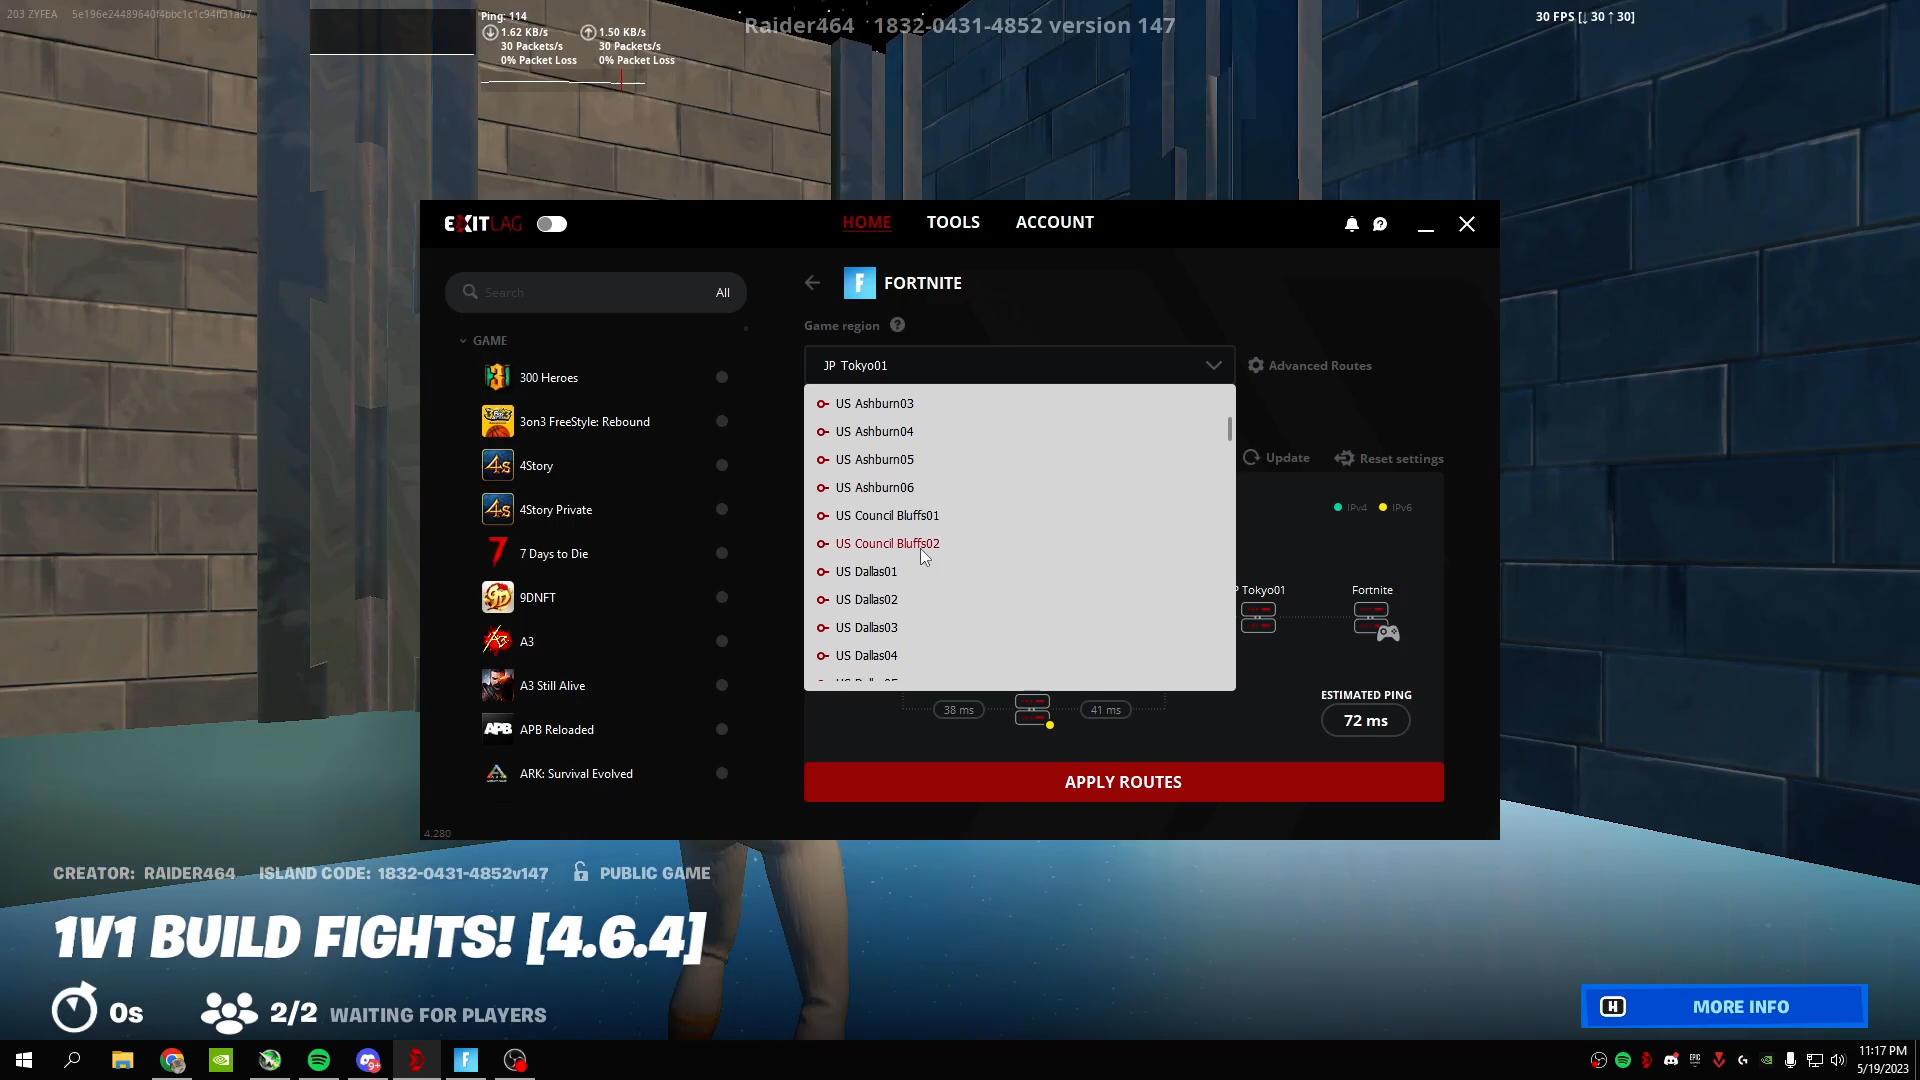 203 ZYFEA
Ping: 114
1.62 KB/s
1.50 KB/s
30 Packets/s
30 Packets/s
0% Packet Loss
0% Packet Loss
Raider464 1832-0431-4852 version 147
30 FPS [↓ 30 ↑ 30]
EXITLAG
HOME
TOOLS
ACCOUNT
Search
All
GAME
300 Heroes
3on3 FreeStyle: Rebound
4Story
4Story Private
7 Days to Die
9DNFT
A3
A3 Still Alive
APB Reloaded
ARK: Survival Evolved
4.280
FORTNITE
Game region
JP Tokyo01
Advanced Routes
US Ashburn03
US Ashburn04
US Ashburn05
US Ashburn06
US Council Bluffs01
US Council Bluffs02
US Dallas01
US Dallas02
US Dallas03
US Dallas04
Update
Reset settings
IPv4
IPv6
Tokyo01
Fortnite
38 ms
41 ms
ESTIMATED PING
72 ms
APPLY ROUTES
CREATOR: RAIDER464 ISLAND CODE: 1832-0431-4852v147 PUBLIC GAME
1V1 BUILD FIGHTS! [4.6.4]
0s
2/2 WAITING FOR PLAYERS
H MORE INFO
11:17 PM
5/19/2023